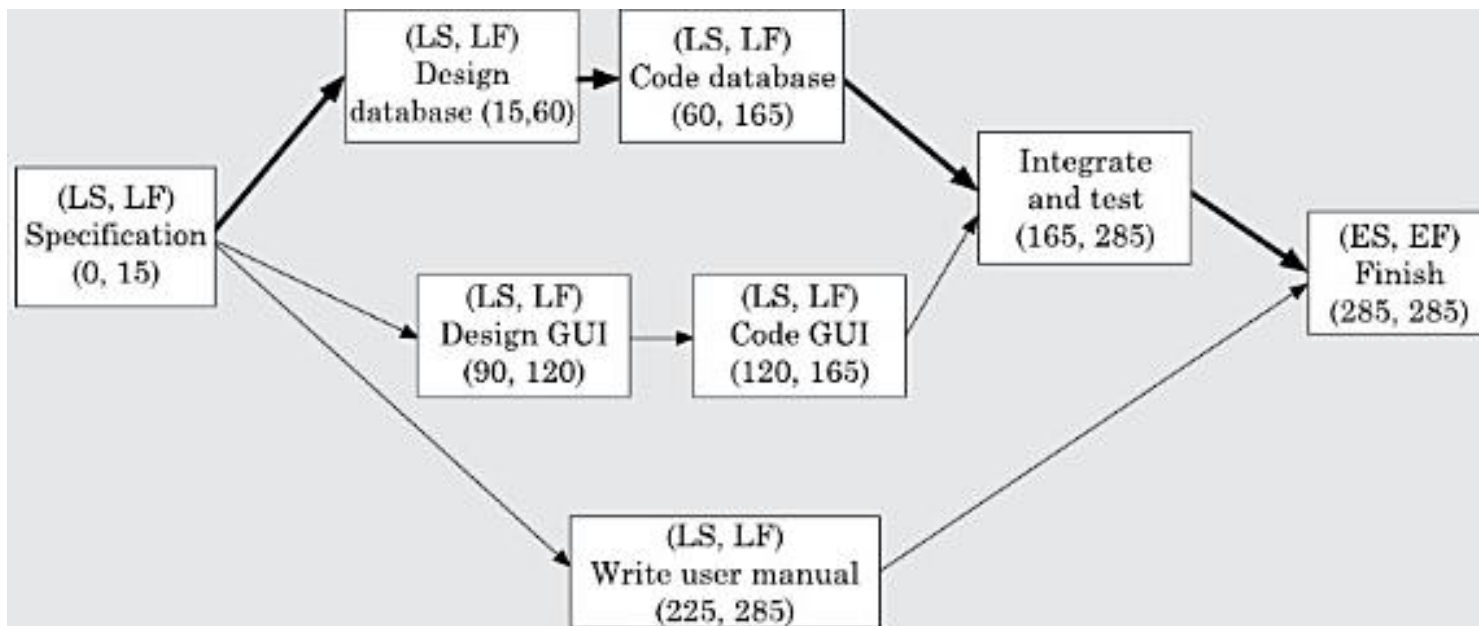 (LS, LF)
Design
database (15,60)
(LS, LF)
Code database
(60, 165)
(LS, LF)
Specification
(0, 15)
Integrate
and test
(165, 285)
(ES, EF)
Finish
(285, 285)
(LS, LF)
Design GUI
(90, 120)
(LS, LF)
Code GUI
(120, 165)
(LS, LF)
Write user manual
(225, 285)